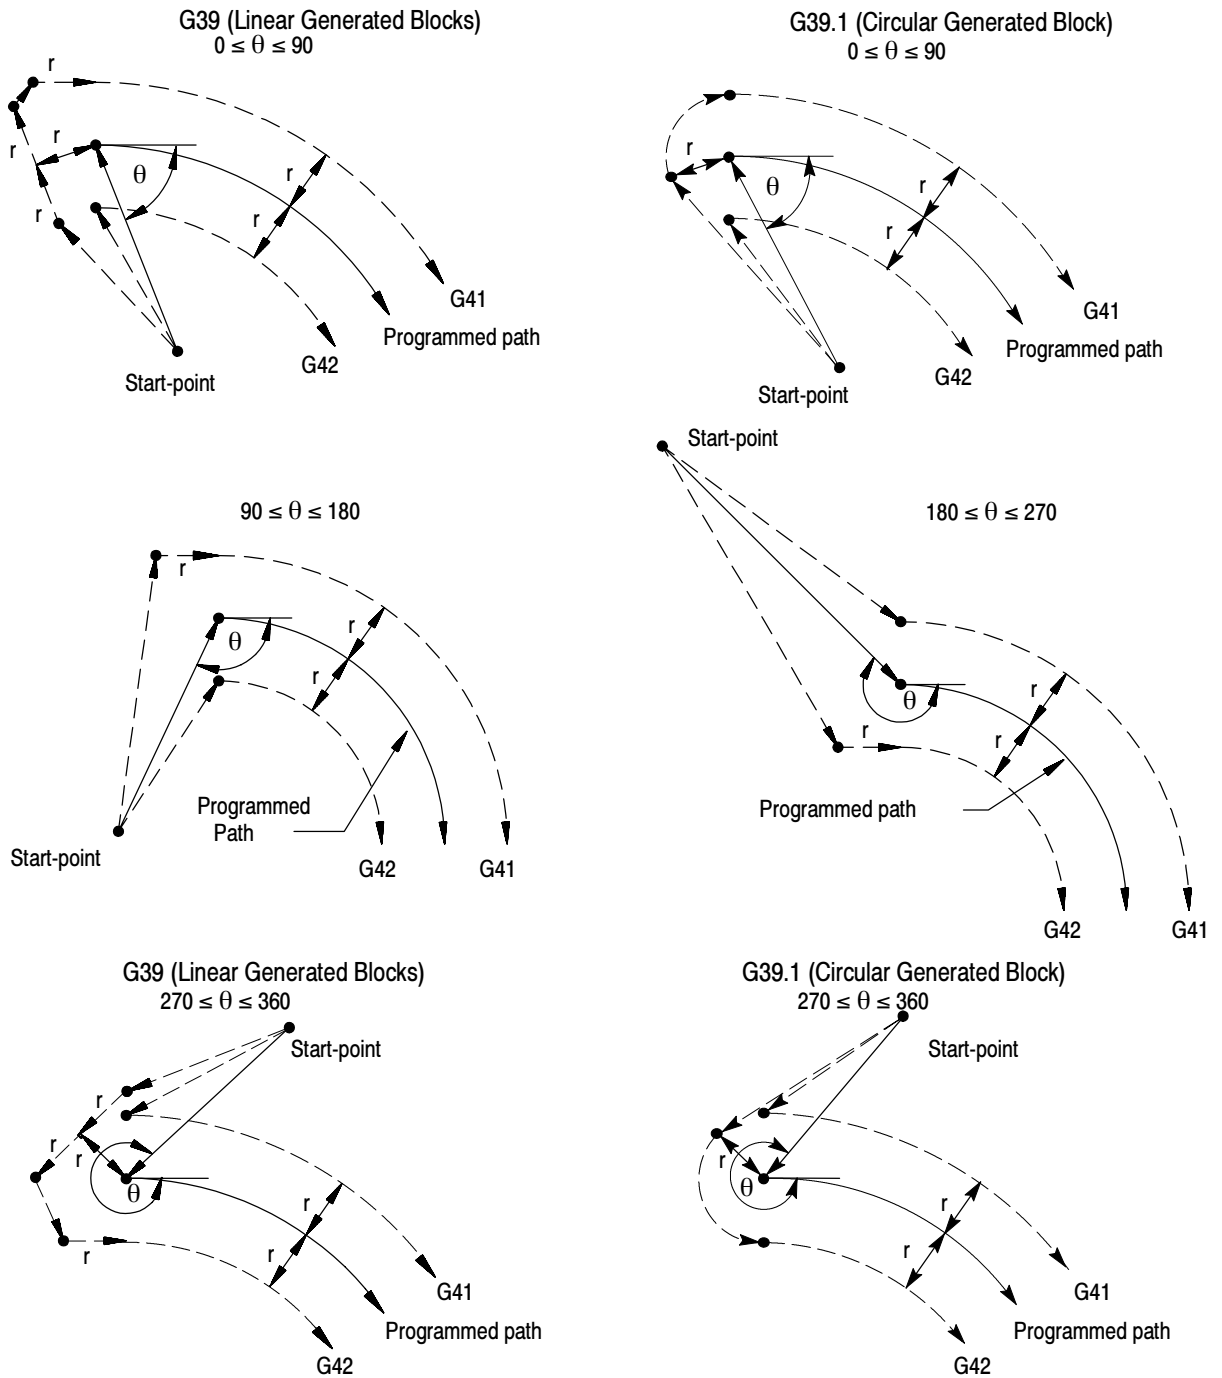 G39 (Linear Generated Blocks)
0 ≤ θ ≤ 90
r
r
r
r
θ
r
r
G41
Programmed path
G42
Start-point
G39.1 (Circular Generated Block)
0 ≤ θ ≤ 90
r
θ
r
r
G41
Programmed path
G42
Start-point
90 ≤ θ ≤ 180
r
θ
r
r
Programmed
Path
Start-point
G42
G41
Start-point
180 ≤ θ ≤ 270
θ
r
r
r
Programmed path
G42
G41
G39 (Linear Generated Blocks)
270 ≤ θ ≤ 360
Start-point
r
r
r
θ
r
r
r
G41
Programmed path
G42
G39.1 (Circular Generated Block)
270 ≤ θ ≤ 360
Start-point
r
θ
r
r
G41
Programmed path
G42